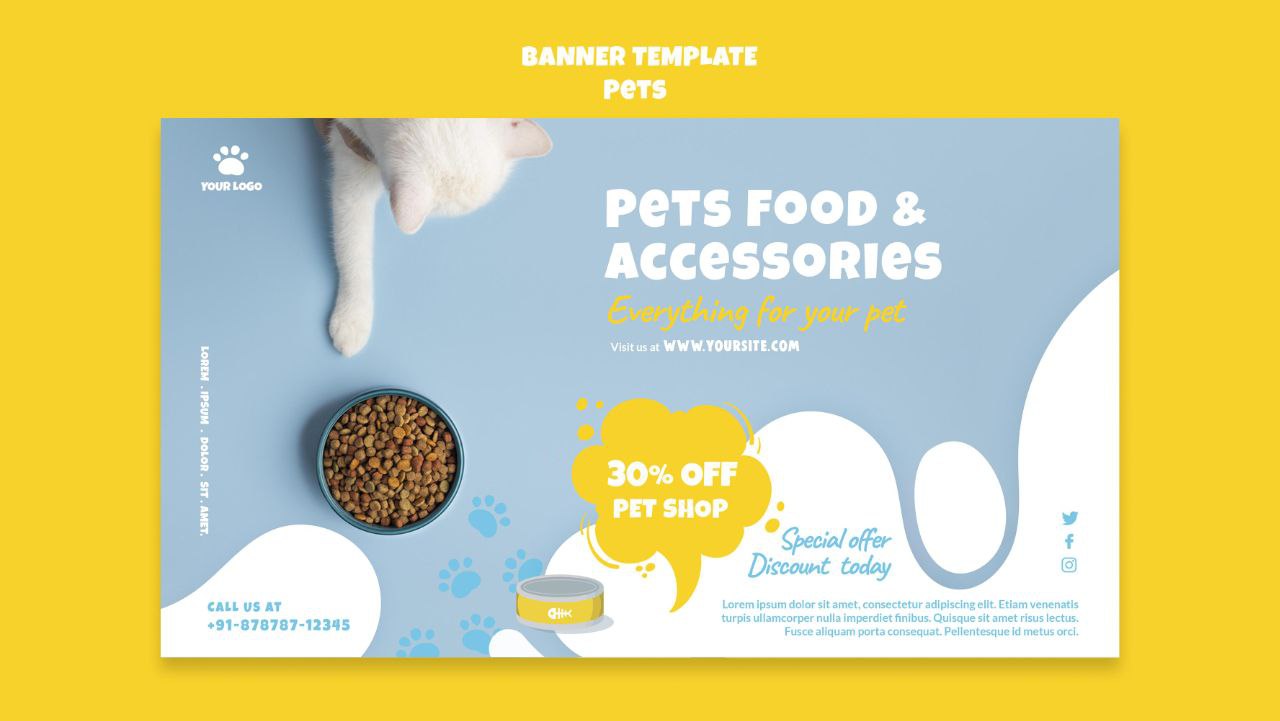 BANNER TEMPLATE
PETS
YOUR LOGO
PETS FOOD &
ACCESSORIES
Everything for your pet
Visit us at WWW.YOURSITE.COM
LOREM . IPSUM . DOLOR . SIT . AMET.
30% OFF
PET SHOP
Special offer
Discount today
CALL US AT
+91-878787-12345
Lorem ipsum dolor sit amet, consectetur adipiscing elit. Etiam venenatis
turpis ullamcorper nulla imperdiet finibus. Quisque sit amet risus lectus.
Fusce aliquam porta consequat. Pellentesque id metus orci.